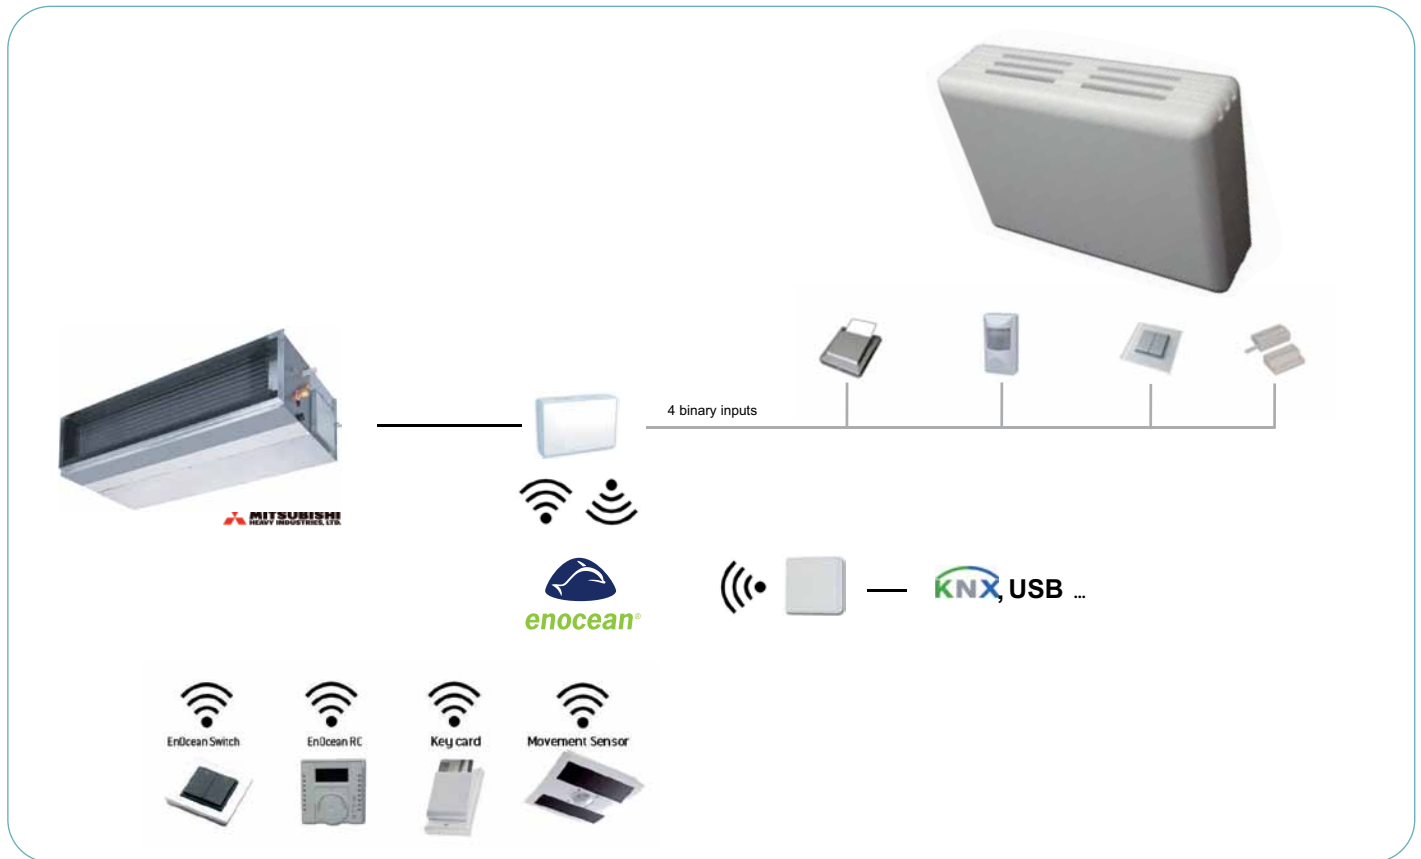 4 binary inputs
MITSUBISHI
HEAVY INDUSTRIES, LTD.
enocean®
KNX, USB ...
EnOcean Switch
EnOcean RC
Key card
Movement Sensor